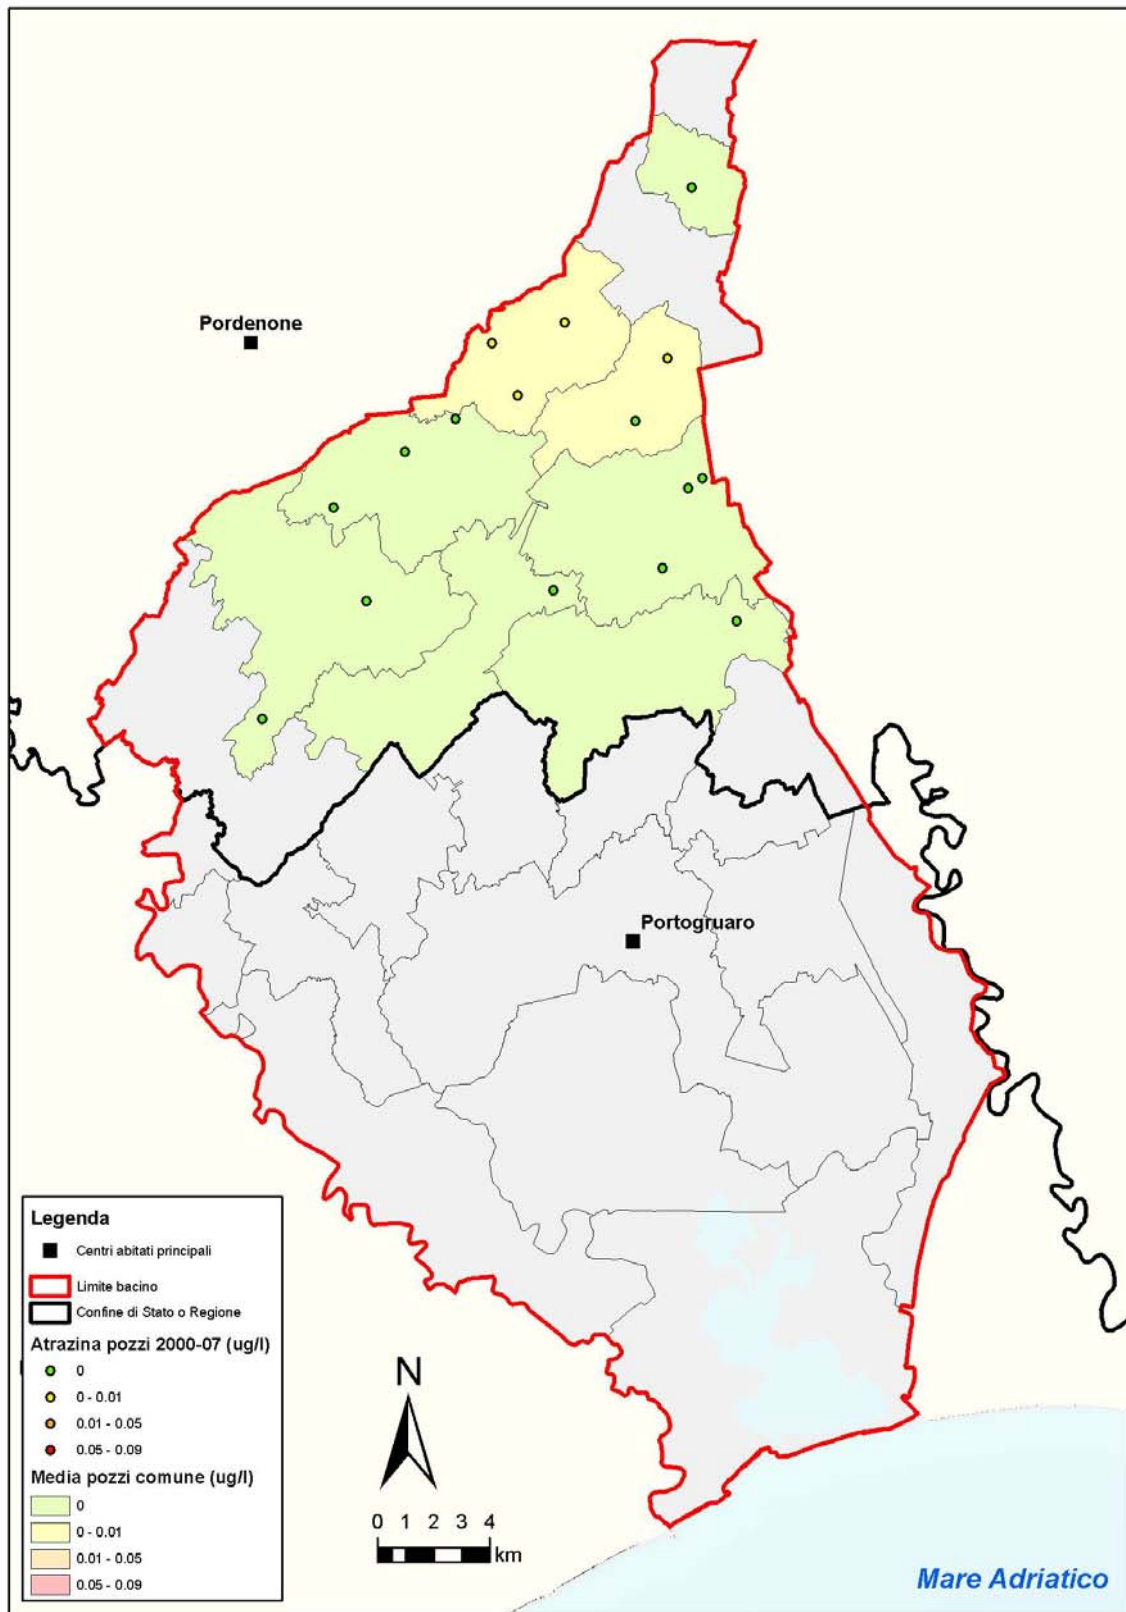 Pordenone
Portogruaro
Legenda
Centri abitati principali
Limite bacino
Confine di Stato o Regione
Atrazina pozzi 2000-07 (ug/l)
0
0 - 0.01
0.01 - 0.05
0.05 - 0.09
Media pozzi comune (ug/l)
0
0 - 0.01
0.01 - 0.05
0.05 - 0.09
N
0 1 2 3 4
km
Mare Adriatico